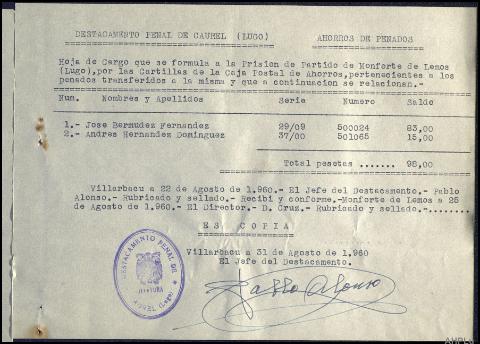 DESTACAMENTO PENAL DE CAUREL (LUGO) AHORROS DE PENADOS
Hoja de Cargo que se formula a la Prision de Partido de Monforte de Lemos
(Lugo),por las Cartillas de la Caja Postal de Ahorros,pertenecientes a los
penados transferidos a la misma y que a continuacion se relacionan.-
Num. Nombres y Apellidos Serie Numero Saldo
1.- Jose Bermudez Fernandez 29/09 500024 83,00
2.- Andres Hernandez Dominguez 37/00 501065 15,00
Total pesetas ....... 98,00
Villarbacu a 22 de Agosto de 1.960.- El Jefe del Destacamento.- Pablo
Alonso.- Rubricado y sellado.- Recibi y conforme.-Monforte de Lemos a 25
de Agosto de 1.960.- El Director.- D. Cruz.- Rubricado y sellado.-.......
ES COPIA
Villarbacu a 31 de Agosto de 1.960
El Jefe del Destacamento.
DESTACAMENTO PENAL DE
JEFATURA
CAUREL (Lugo)
Pablo Alonso